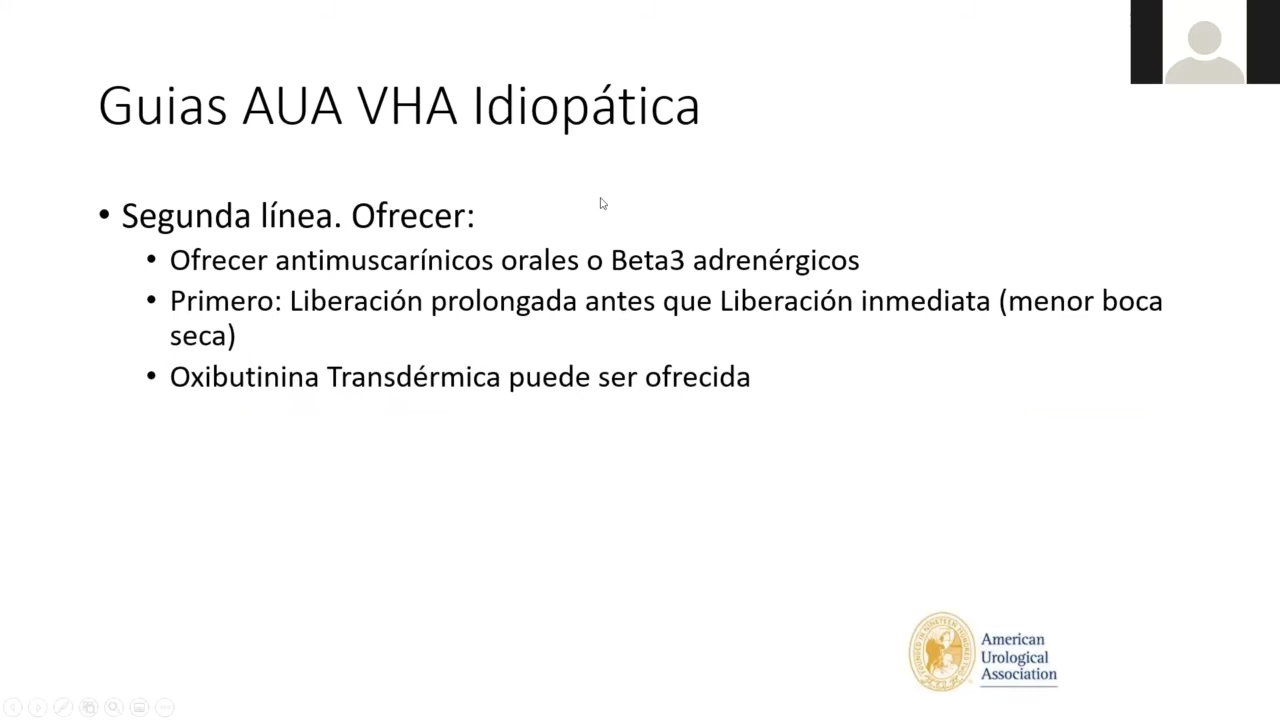 Guias AUA VHA Idiopática
• Segunda línea. Ofrecer:
• Ofrecer antimuscarínicos orales o Beta3 adrenérgicos
• Primero: Liberación prolongada antes que Liberación inmediata (menor boca
seca)
• Oxibutinina Transdérmica puede ser ofrecida
American
Urological
Association